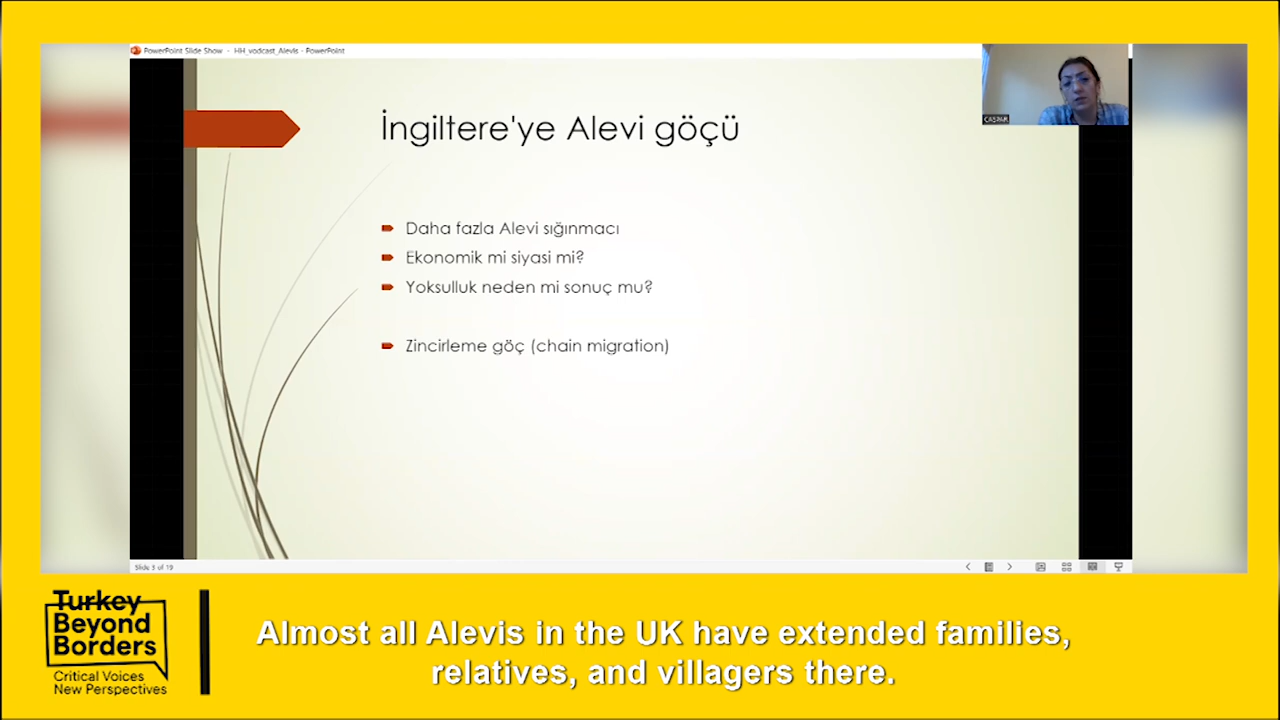 PowerPoint Slide Show - HH_vodcast_Alevis - PowerPoint
CASPAR
İngiltere'ye Alevi göçü
Daha fazla Alevi sığınmacı
Ekonomik mi siyasi mi?
Yoksulluk neden mi sonuç mu?
Zincirleme göç (chain migration)
Slide 3 of 19
Turkey
Beyond
Borders
Critical Voices
New Perspectives
Almost all Alevis in the UK have extended families,
relatives, and villagers there.